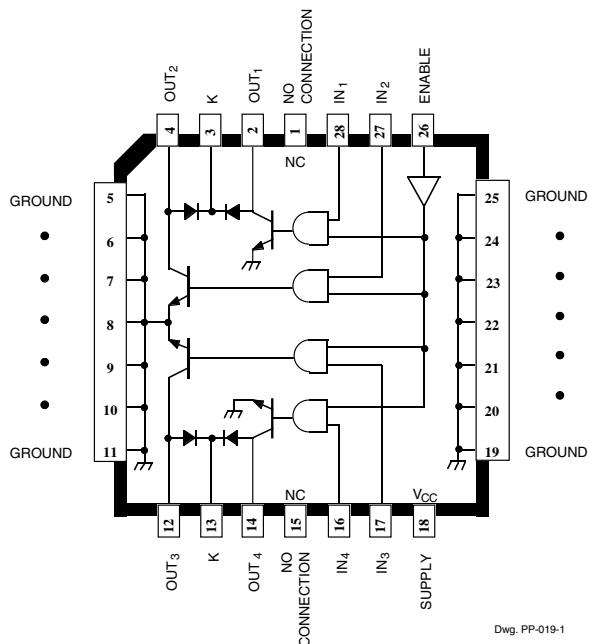 OUT2
K
OUT1
NO CONNECTION
IN1
IN2
ENABLE
4
3
2
1
28
27
26
NC
GROUND
5
6
7
8
9
10
11
GROUND
25
GROUND
24
23
22
21
20
19
GROUND
NC
VCC
12
13
14
15
16
17
18
OUT3
K
OUT4
NO CONNECTION
IN4
IN3
SUPPLY
Dwg. PP-019-1